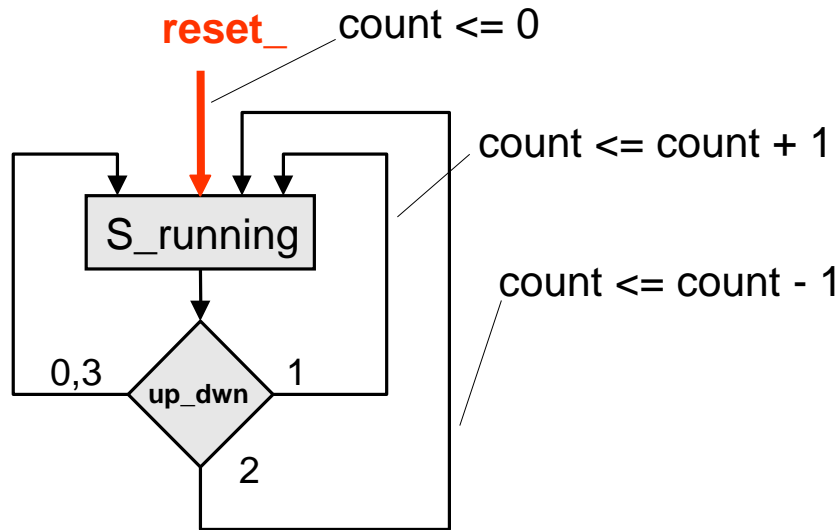 reset_
count <= 0
count <= count + 1
S_running
count <= count - 1
0,3
up_dwn
1
2